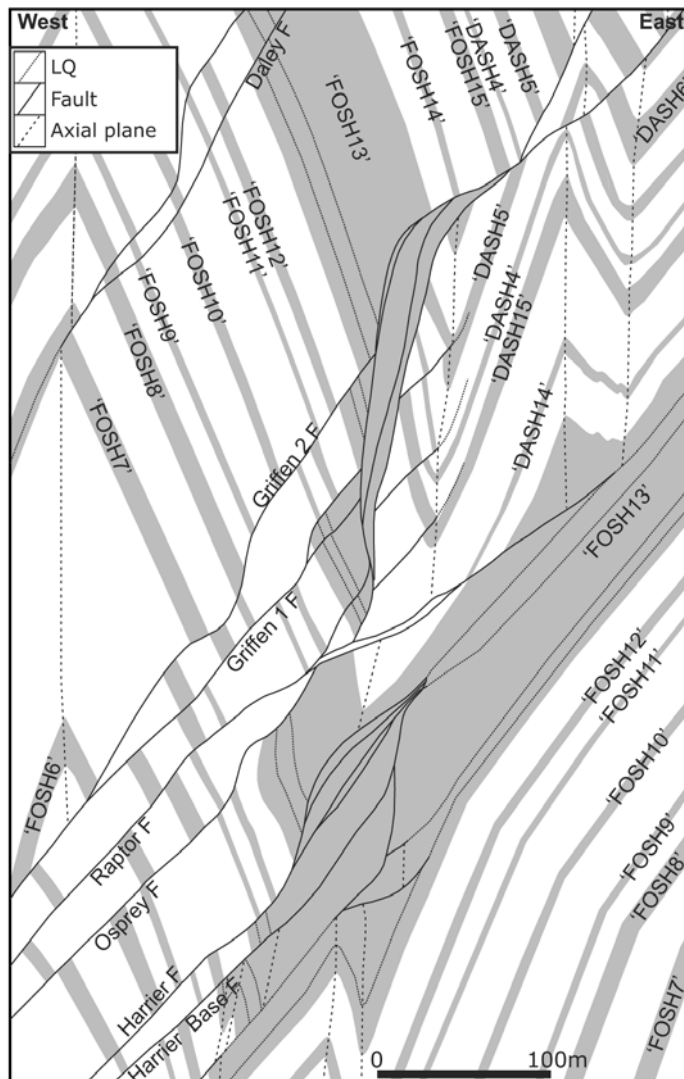 West
East
LQ
Fault
Axial plane
Daley F
'FOSH13'
'FOSH14'
'FOSH15'
'DASH4'
'DASH5'
'DASH6'
'FOSH12'
'FOSH11'
'FOSH10'
'FOSH9'
'FOSH8'
'FOSH7'
'DASH5'
'DASH4'
'DASH15'
'DASH14'
Griffen 2 F
'FOSH13'
Griffen 1 F
'FOSH12'
'FOSH11'
'FOSH10'
'FOSH9'
'FOSH8'
'FOSH7'
'FOSH6'
Raptor F
Osprey F
Harrier F
Harrier Base F
0
100m